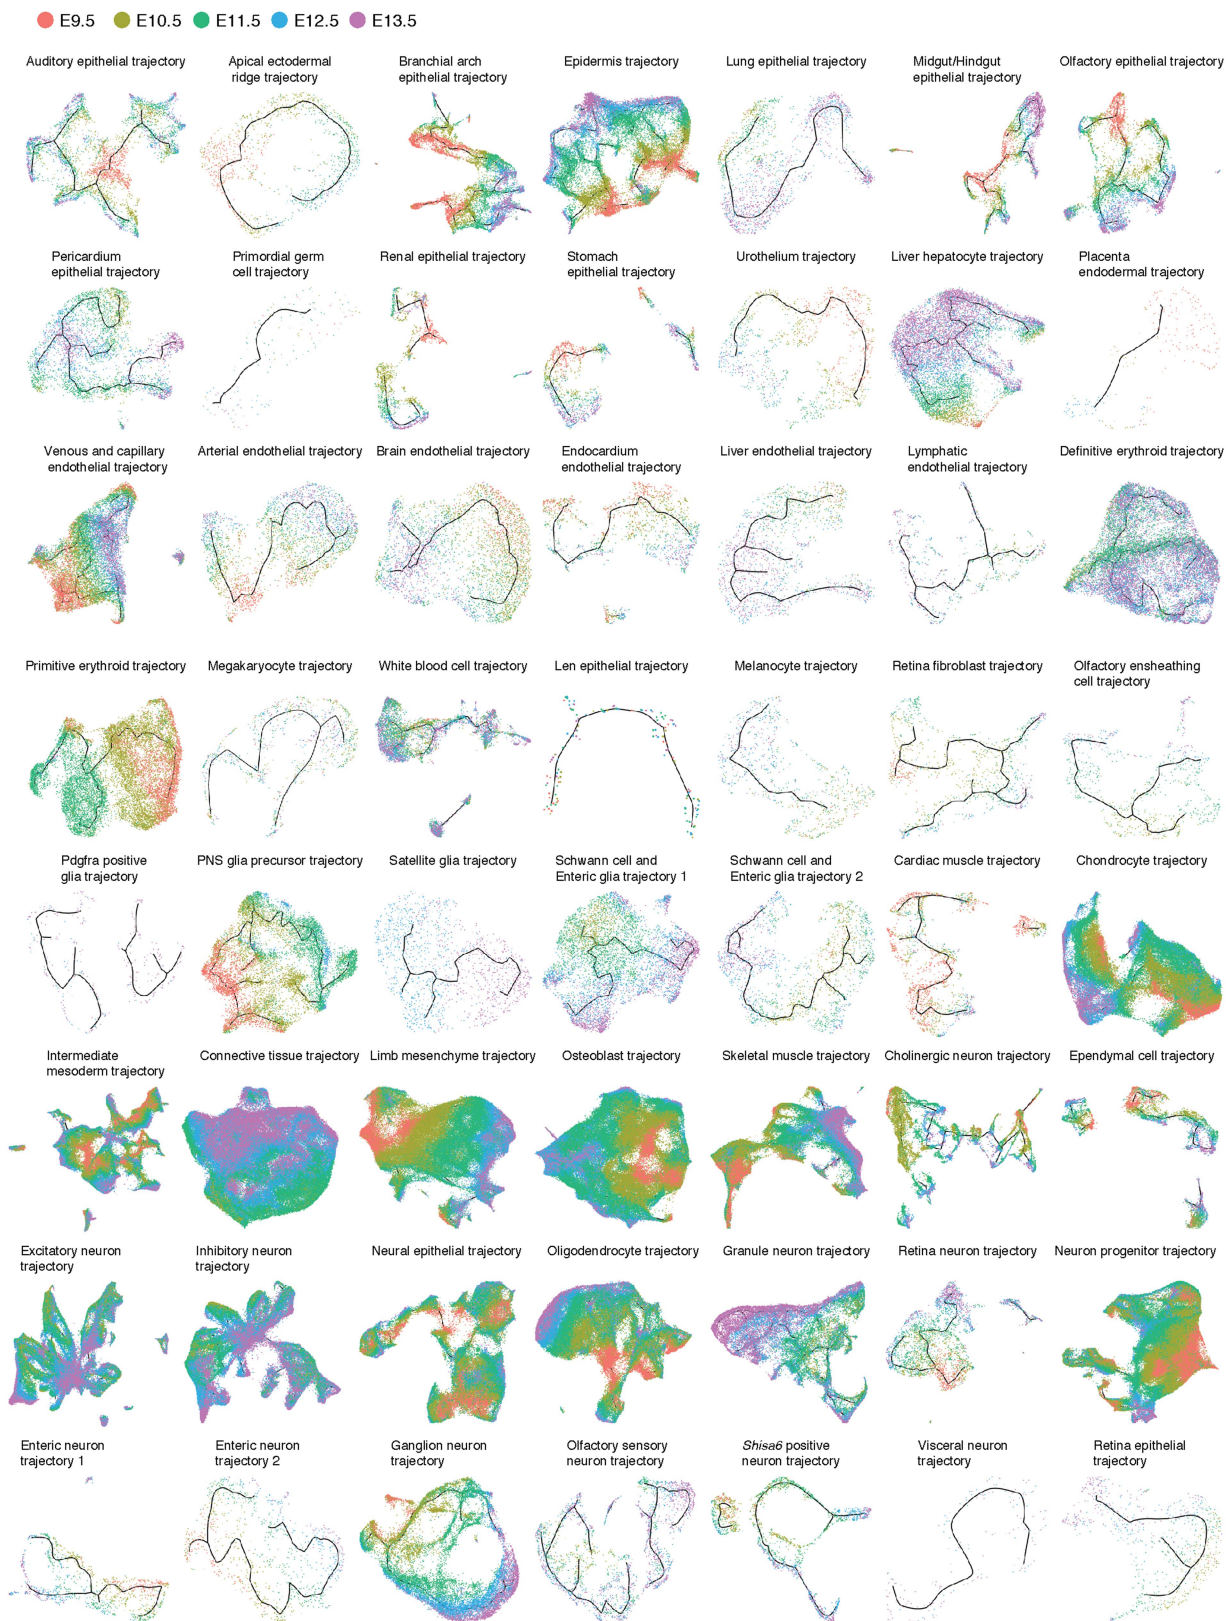 E9.5 E10.5 E11.5 E12.5 E13.5
Auditory epithelial trajectory
Apical ectodermal
ridge trajectory
Branchial arch
epithelial trajectory
Epidermis trajectory
Lung epithelial trajectory
Midgut/Hindgut
epithelial trajectory
Olfactory epithelial trajectory
Pericardium
epithelial trajectory
Primordial germ
cell trajectory
Renal epithelial trajectory
Stomach
epithelial trajectory
Urothelium trajectory
Liver hepatocyte trajectory
Placenta
endodermal trajectory
Venous and capillary
endothelial trajectory
Arterial endothelial trajectory
Brain endothelial trajectory
Endocardium
endothelial trajectory
Liver endothelial trajectory
Lymphatic
endothelial trajectory
Definitive erythroid trajectory
Primitive erythroid trajectory
Megakaryocyte trajectory
White blood cell trajectory
Len epithelial trajectory
Melanocyte trajectory
Retina fibroblast trajectory
Olfactory ensheathing
cell trajectory
Pdgfra positive
glia trajectory
PNS glia precursor trajectory
Satellite glia trajectory
Schwann cell and
Enteric glia trajectory 1
Schwann cell and
Enteric glia trajectory 2
Cardiac muscle trajectory
Chondrocyte trajectory
Intermediate
mesoderm trajectory
Connective tissue trajectory
Limb mesenchyme trajectory
Osteoblast trajectory
Skeletal muscle trajectory
Cholinergic neuron trajectory
Ependymal cell trajectory
Excitatory neuron
trajectory
Inhibitory neuron
trajectory
Neural epithelial trajectory
Oligodendrocyte trajectory
Granule neuron trajectory
Retina neuron trajectory
Neuron progenitor trajectory
Enteric neuron
trajectory 1
Enteric neuron
trajectory 2
Ganglion neuron
trajectory
Olfactory sensory
neuron trajectory
Shisa6 positive
neuron trajectory
Visceral neuron
trajectory
Retina epithelial
trajectory